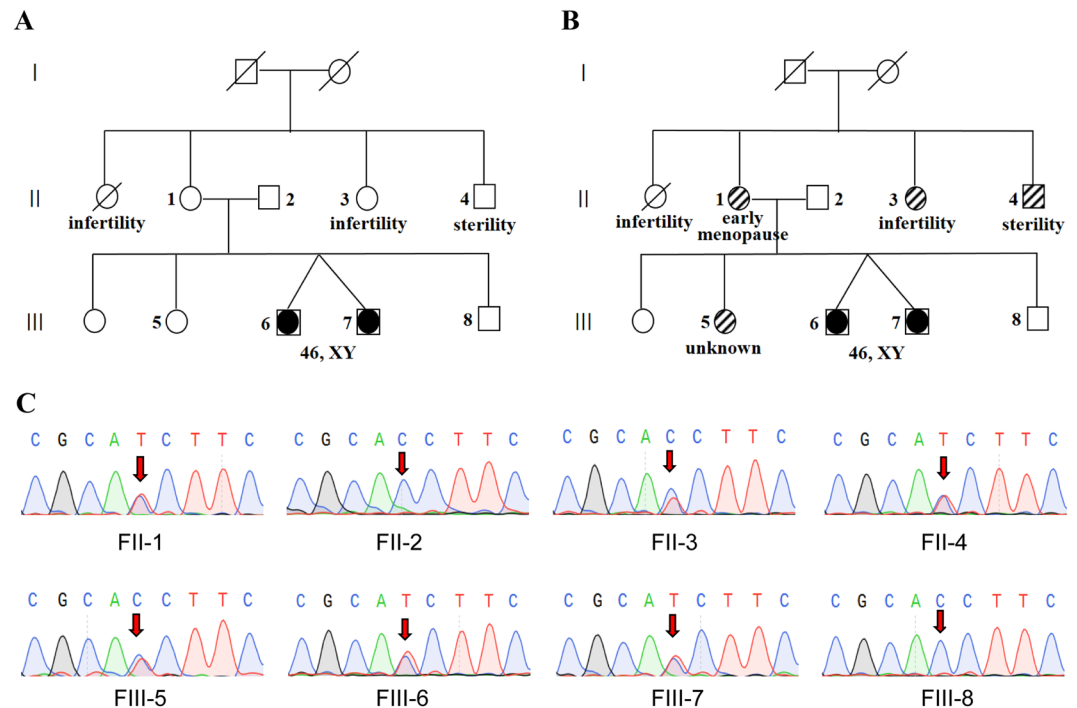 A
B
I
I
II
1
2
3
4
infertility
infertility
sterility
II
1
2
3
4
infertility
early
menopause
infertility
sterility
III
5
6
7
8
46, XY
III
5
6
7
8
unknown
46, XY
C
C G C A T C T T C
C G C A C C T T C
C G C A C C T T C
C G C A T C T T C
FII-1
FII-2
FII-3
FII-4
C G C A C C T T C
C G C A T C T T C
C G C A T C T T C
C G C A C C T T C
FIII-5
FIII-6
FIII-7
FIII-8